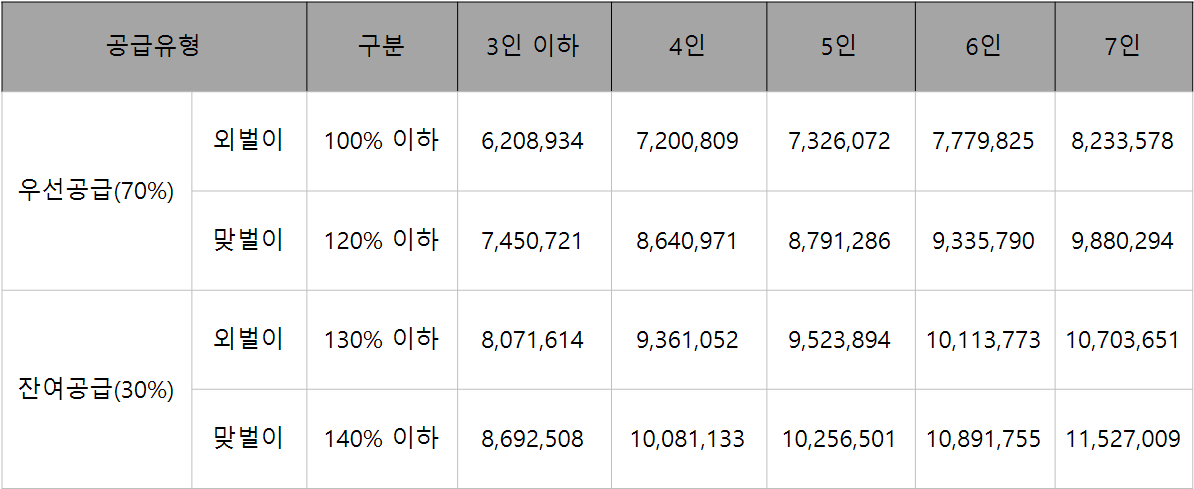 공급유형 구분 3인 이하 4인 5인 6인 7인
외벌이 100% 이하 6,208,934 7,200,809 7,326,072 7,779,825 8,233,578
우선공급(70%)
맞벌이 120% 이하 7,450,721 8,640,971 8,791,286 9,335,790 9,880,294
외벌이 130% 이하 8,071,614 9,361,052 9,523,894 10,113,773 10,703,651
잔여공급(30%)
맞벌이 140% 이하 8,692,508 10,081,133 10,256,501 10,891,755 11,527,009